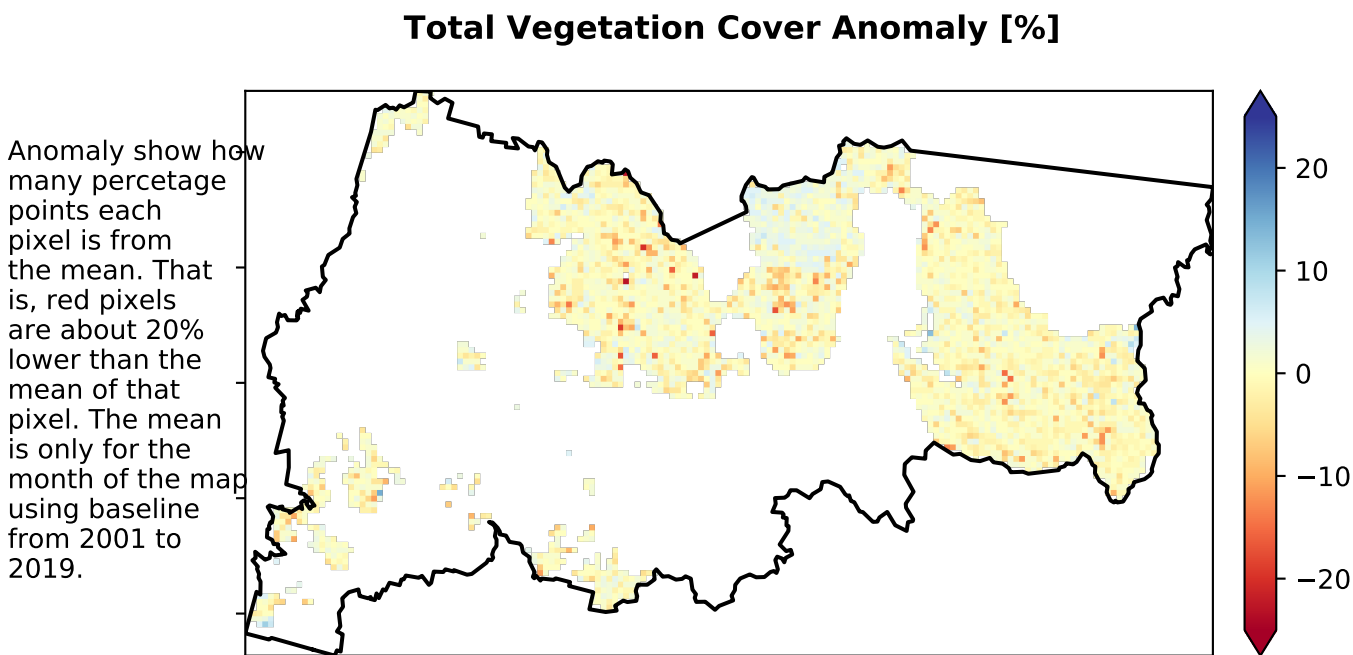 Total Vegetation Cover Anomaly [%]
Anomaly show how
many percetage
points each
pixel is from
the mean. That
is, red pixels
are about 20%
lower than the
mean of that
pixel. The mean
is only for the
month of the map
using baseline
from 2001 to
2019.
20
10
0
−10
−20